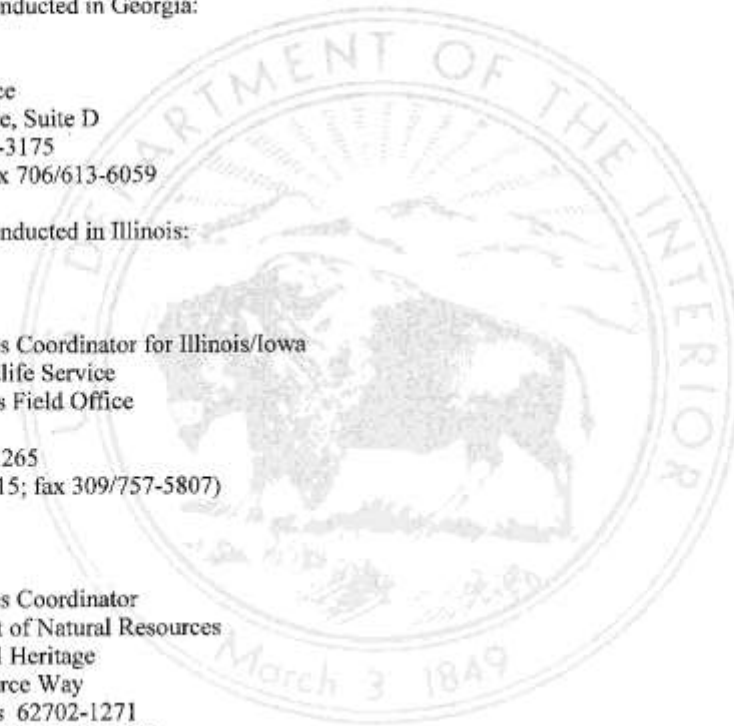 nducted in Georgia:
ce
e, Suite D
-3175
x 706/613-6059
nducted in Illinois:
s Coordinator for Illinois/Iowa
life Service
s Field Office
265
15; fax 309/757-5807)
s Coordinator
t of Natural Resources
l Heritage
rce Way
s 62702-1271
U.S. DEPARTMENT OF THE INTERIOR
March 3 1849